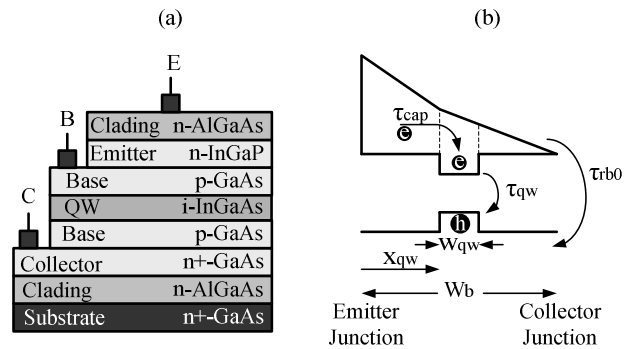 (a)
E
B
C
Clading n-AlGaAs
Emitter n-InGaP
Base p-GaAs
QW i-InGaAs
Base p-GaAs
Collector n+-GaAs
Clading n-AlGaAs
Substrate n+-GaAs
(b)
τcap
e
e
τqw
τrb0
h
Wqw
xqw
Wb
Emitter Junction
Collector Junction